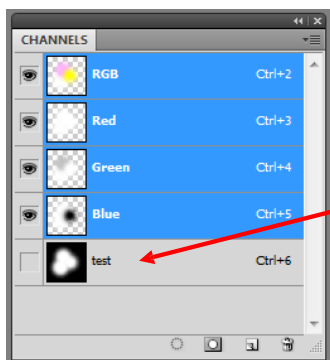 CHANNELS
RGB Ctrl+2
Red Ctrl+3
Green Ctrl+4
Blue Ctrl+5
test Ctrl+6